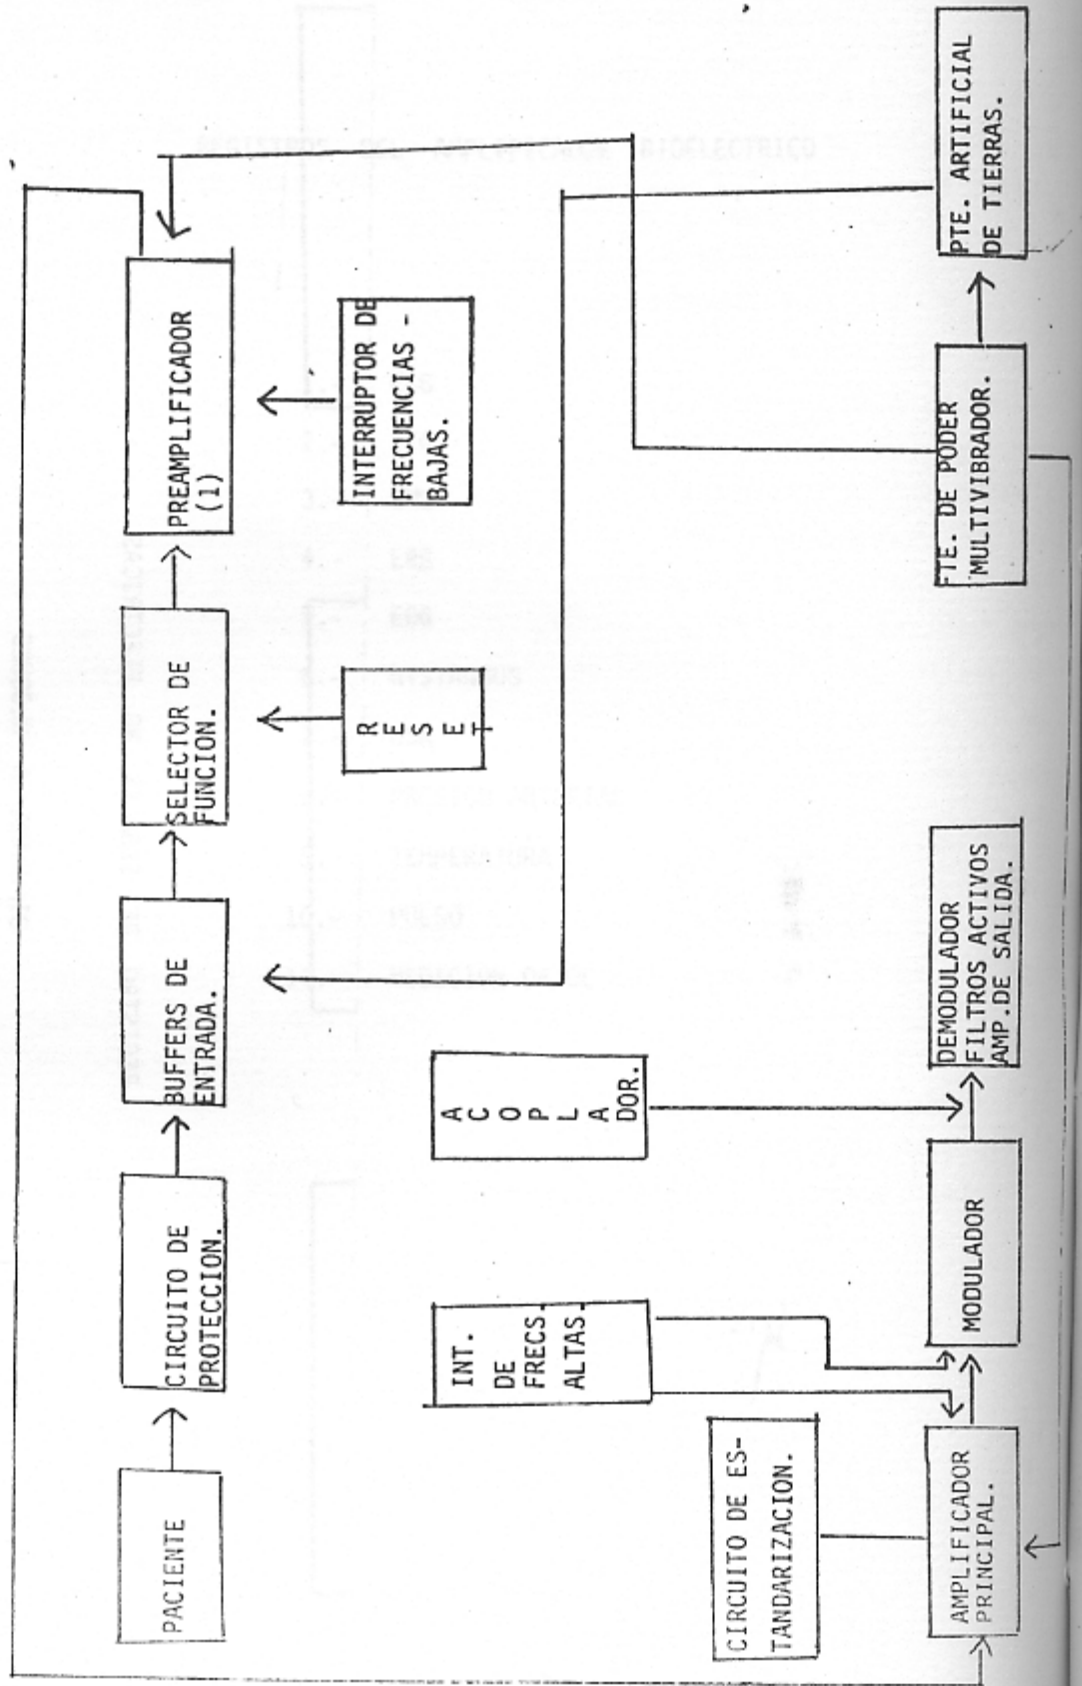 PACIENTE
CIRCUITO DE
PROTECCION.
BUFFERS DE
ENTRADA.
SELECTOR DE
FUNCION.
PREAMPLIFICADOR
(1)
R
E
S
E
T
INTERRUPTOR DE
FRECUENCIAS -
BAJAS.
INT.
DE
FRECS.
ALTAS.
A
C
O
P
L
A
DOR.
CIRCUITO DE ES-
TANDARIZACION.
AMPLIFICADOR
PRINCIPAL.
MODULADOR
DEMODULADOR
FILTROS ACTIVOS
AMP.DE SALIDA.
FTE. DE PODER
MULTIVIBRADOR.
PTE. ARTIFICIAL
DE TIERRAS.